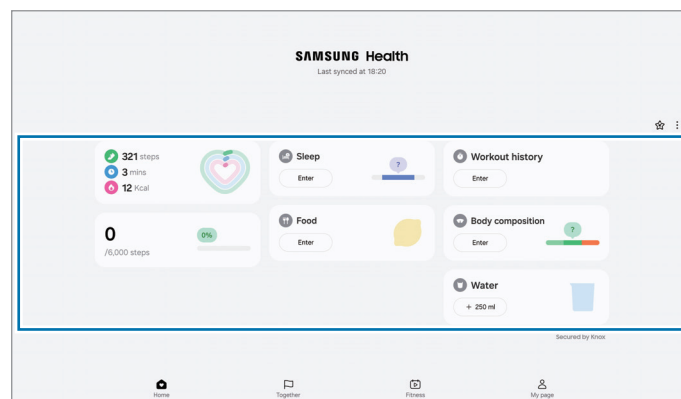 SAMSUNG Health
Last synced at 18:20
321 steps
3 mins
12 Kcal
0
/6,000 steps
0%
Sleep
Enter
?
Food
Enter
Workout history
Enter
Body composition
Enter
?
Water
+ 250 ml
Secured by Knox
Home
Together
Fitness
My page